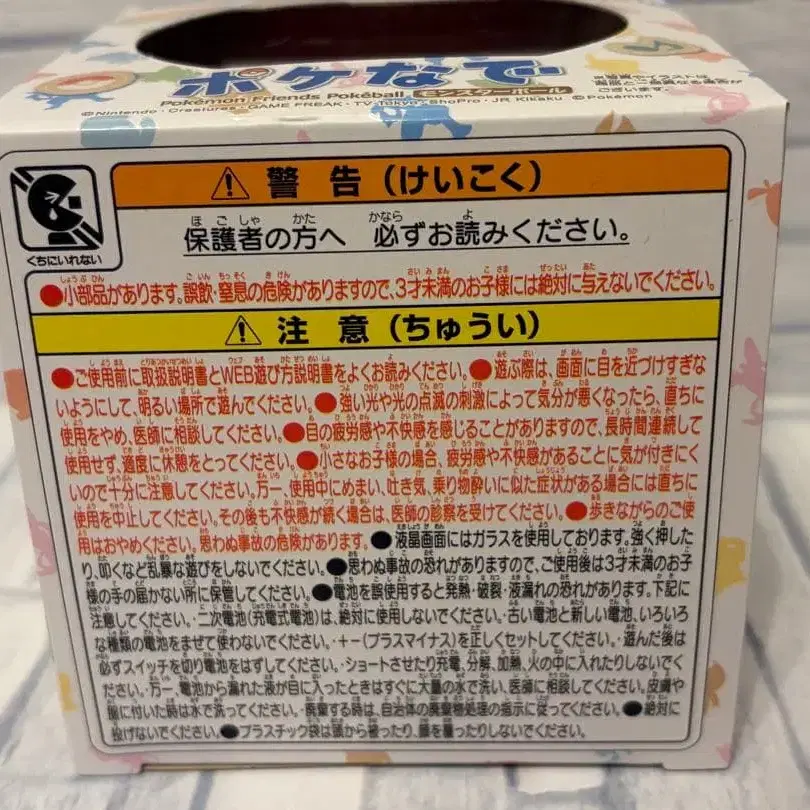 ポケなで
Pokémon Friends Pokéball モンスターボール
※写真やイラストは
実際とこ異なる場合が
ございます。
©Nintendo・Creatures・GAME FREAK・TV Tokyo・ShoPro・JR Kikaku ©Pokémon
警告（けいこく）
くちにいれない
保護者の方へ 必ずお読みください。
●小部品があります。誤飲・窒息の危険がありますので、3才未満のお子様には絶対に与えないでください。
注意（ちゅうい）
●ご使用前に取扱説明書とWEB遊び方説明書をよくお読みください。●遊ぶ際は、画面に目を近づけすぎな
いようにして、明るい場所で遊んでください。●強い光や光の点滅の刺激によって気分が悪くなったら、直ちに
使用をやめ、医師に相談してください。●目の疲労感や不快感を感じることがありますので、長時間連続して
使用せず、適度に休憩をとってください。●小さなお子様の場合、疲労感や不快感があることに気が付きにく
いので十分に注意してください。万一、使用中にめまい、吐き気、乗り物酔いに似た症状がある場合には直ちに
使用を中止してください。その後も不快感が続く場合は、医師の診察を受けてください。●歩きながらのご使
用はおやめください。思わぬ事故の危険があります。●液晶画面にはガラスを使用しております。強く押した
り、叩くなど乱暴な遊びをしないでください。●思わぬ事故の恐れがありますので、ご使用後は3才未満のお子
様の手の届かない所に保管してください。●電池を誤使用すると発熱・破裂・液漏れの恐れがあります。下記に
注意してください。・二次電池（充電式電池）は、絶対に使用しないでください。・古い電池と新しい電池、いろいろ
な種類の電池をまぜて使わないでください。・＋−（プラスマイナス）を正しくセットしてください。・遊んだ後は
必ずスイッチを切り電池をはずしてください。・ショートさせたり充電、分解、加熱、火の中に入れたりしないでくだ
さい。・万一、電池から漏れた液が目に入ったときはすぐに大量の水で洗い、医師に相談してください。皮膚や
服に付いた時は水で洗ってください。・廃棄する時は、自治体の廃棄物処理の指示に従ってください。●絶対に
投げないでください。●プラスチック袋は頭から被ったり、顔を覆ったりしないでください。